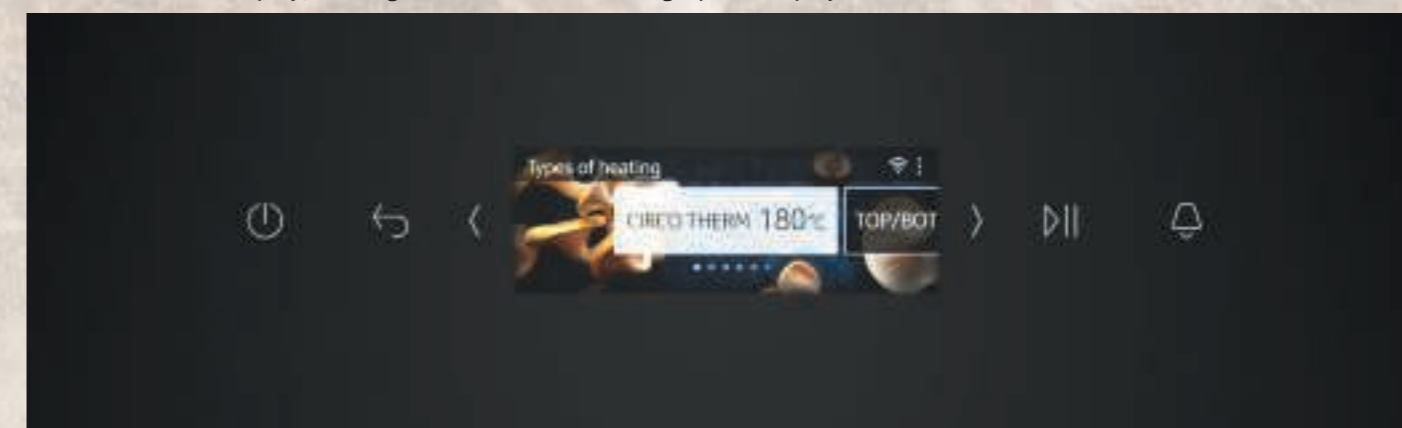 Types of heating
CIRCO THERM 180°C
TOP/BOT